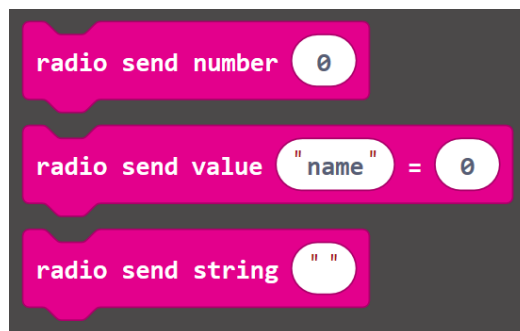 radio send number 0
radio send value "name" = 0
radio send string " "